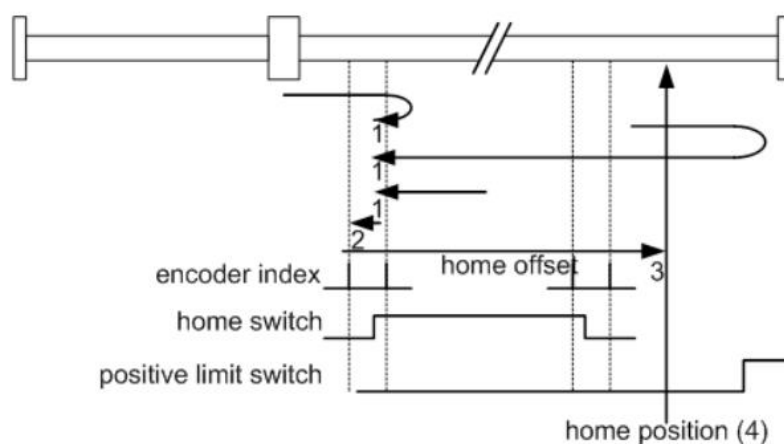 1
1
1
2
home offset
3
encoder index
home switch
positive limit switch
home position (4)